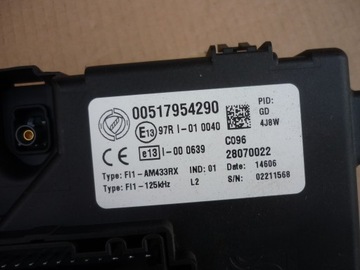 00517954290
PID:
GD
4J8W
E13 97R I-01 0040
C096
e13 I-00 0639
28070022
CE
Type: FI1-AM433RX IND: 01 Date: 14606
Type: FI1-125kHz L2 S/N: 02211568